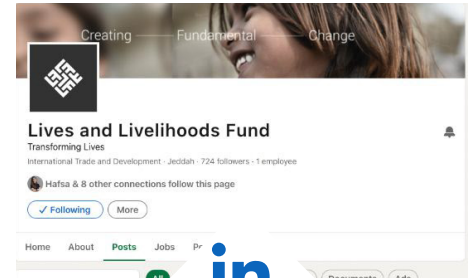 Creating Fundamental Change
Lives and Livelihoods Fund
Transforming Lives
International Trade and Development · Jeddah · 724 followers · 1 employee
Hafsa & 8 other connections follow this page
✓ Following More
Home About Posts Jobs
All in Documents Ads